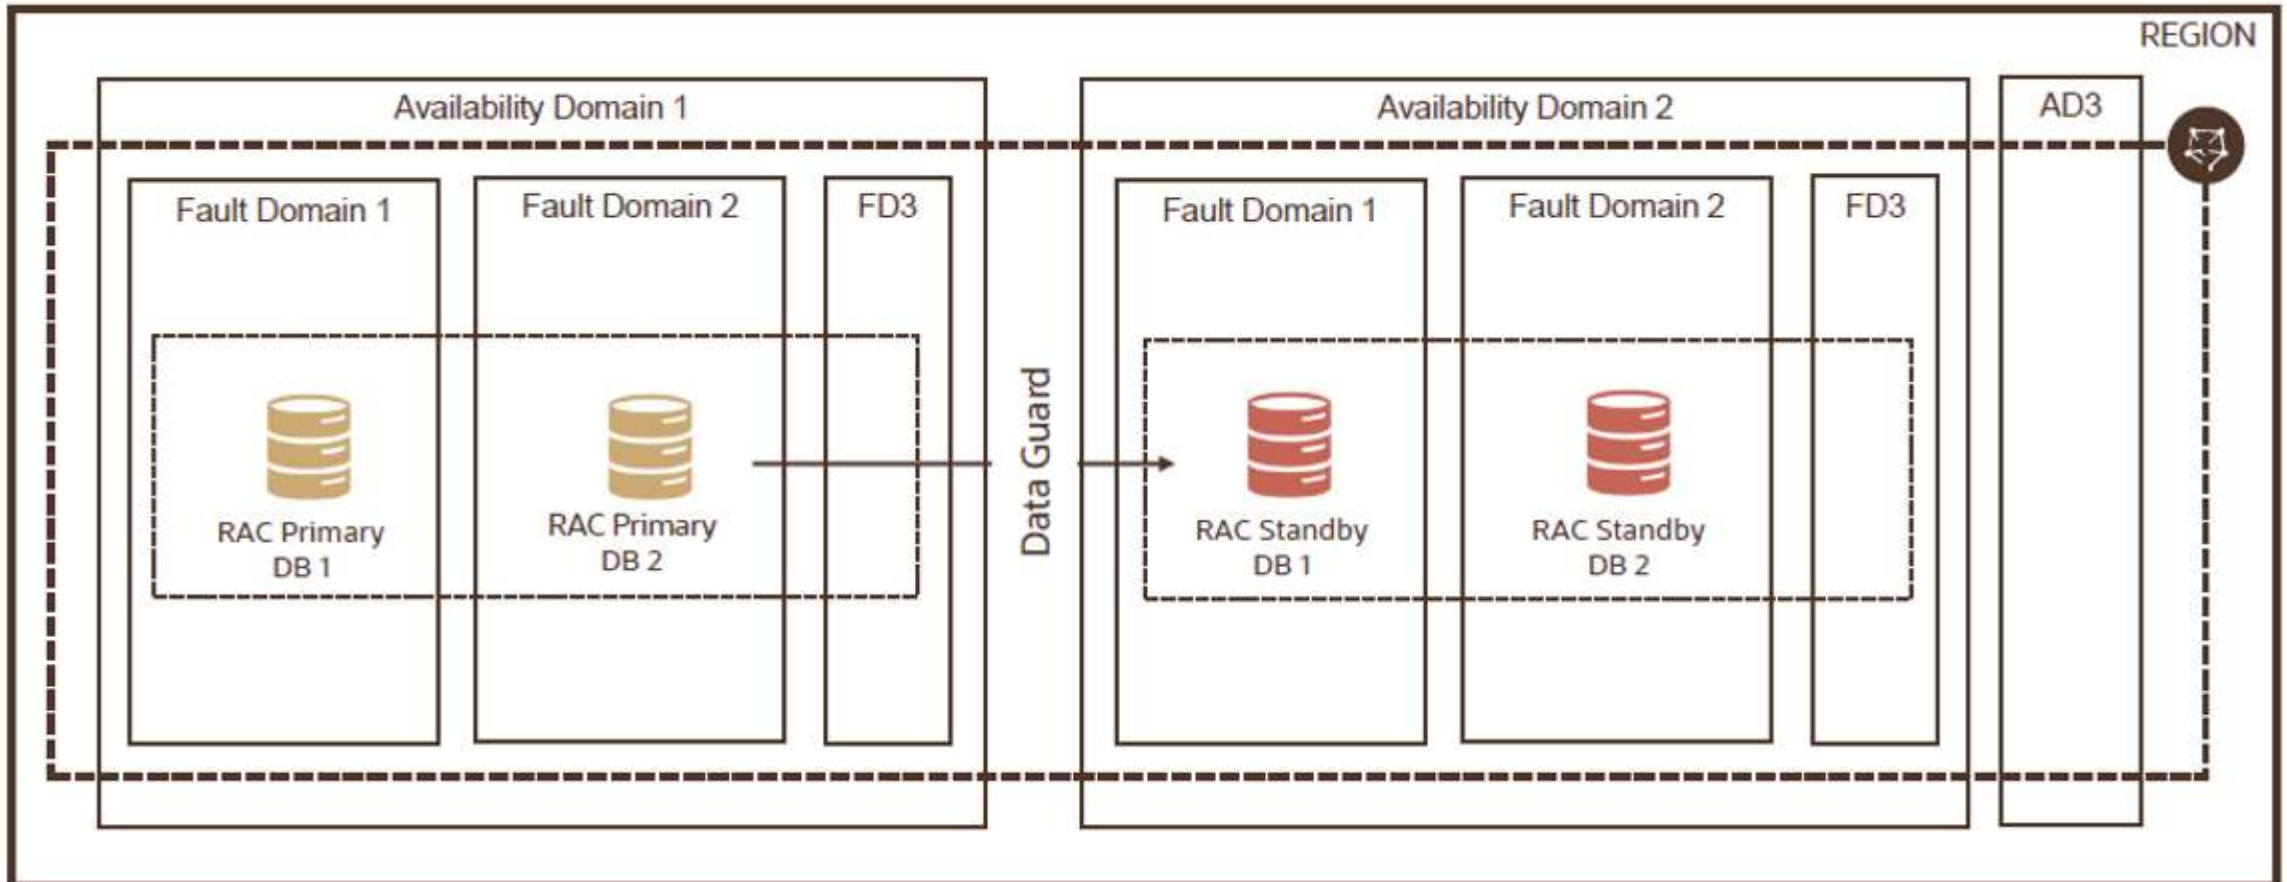 REGION
Availability Domain 1
Availability Domain 2
AD3
Fault Domain 1
Fault Domain 2
FD3
Fault Domain 1
Fault Domain 2
FD3
RAC Primary
DB 1
RAC Primary
DB 2
Data Guard
RAC Standby
DB 1
RAC Standby
DB 2